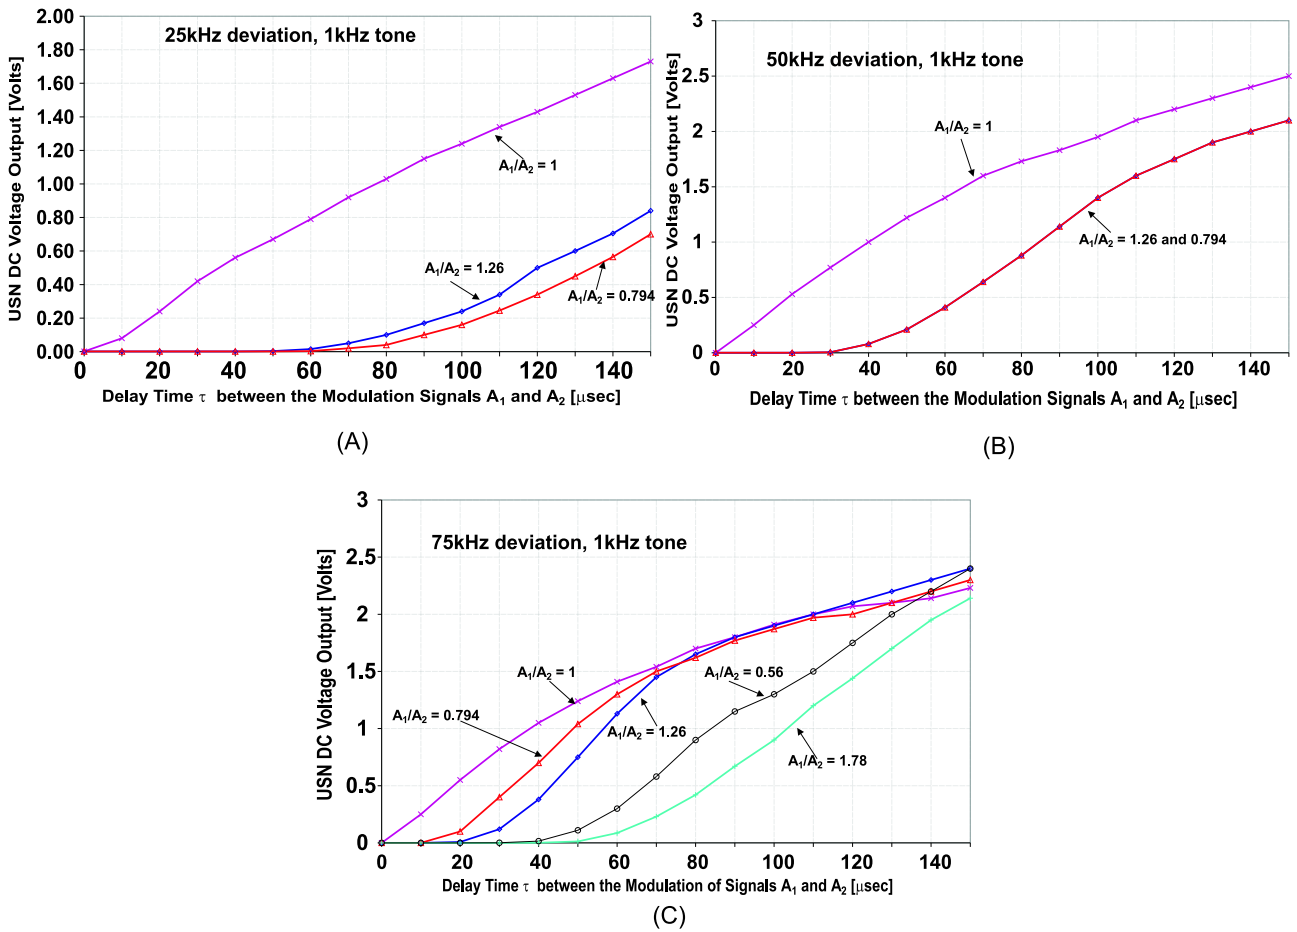 25kHz deviation, 1kHz tone
USN DC Voltage Output [Volts]
2.00
1.80
1.60
1.40
1.20
1.00
0.80
0.60
0.40
0.20
0.00
A₁/A₂ = 1
A₁/A₂ = 1.26
A₁/A₂ = 0.794
0 20 40 60 80 100 120 140
Delay Time τ between the Modulation Signals A₁ and A₂ [μsec]
(A)
50kHz deviation, 1kHz tone
USN DC Voltage Output [Volts]
3
2.5
2
1.5
1
0.5
0
A₁/A₂ = 1
A₁/A₂ = 1.26 and 0.794
0 20 40 60 80 100 120 140
Delay Time τ between the Modulation Signals A₁ and A₂ [μsec]
(B)
75kHz deviation, 1kHz tone
USN DC Voltage Output [Volts]
3
2.5
2
1.5
1
0.5
0
A₁/A₂ = 1
A₁/A₂ = 0.56
A₁/A₂ = 0.794
A₁/A₂ = 1.26
A₁/A₂ = 1.78
0 20 40 60 80 100 120 140
Delay Time τ between the Modulation of Signals A₁ and A₂ [μsec]
(C)